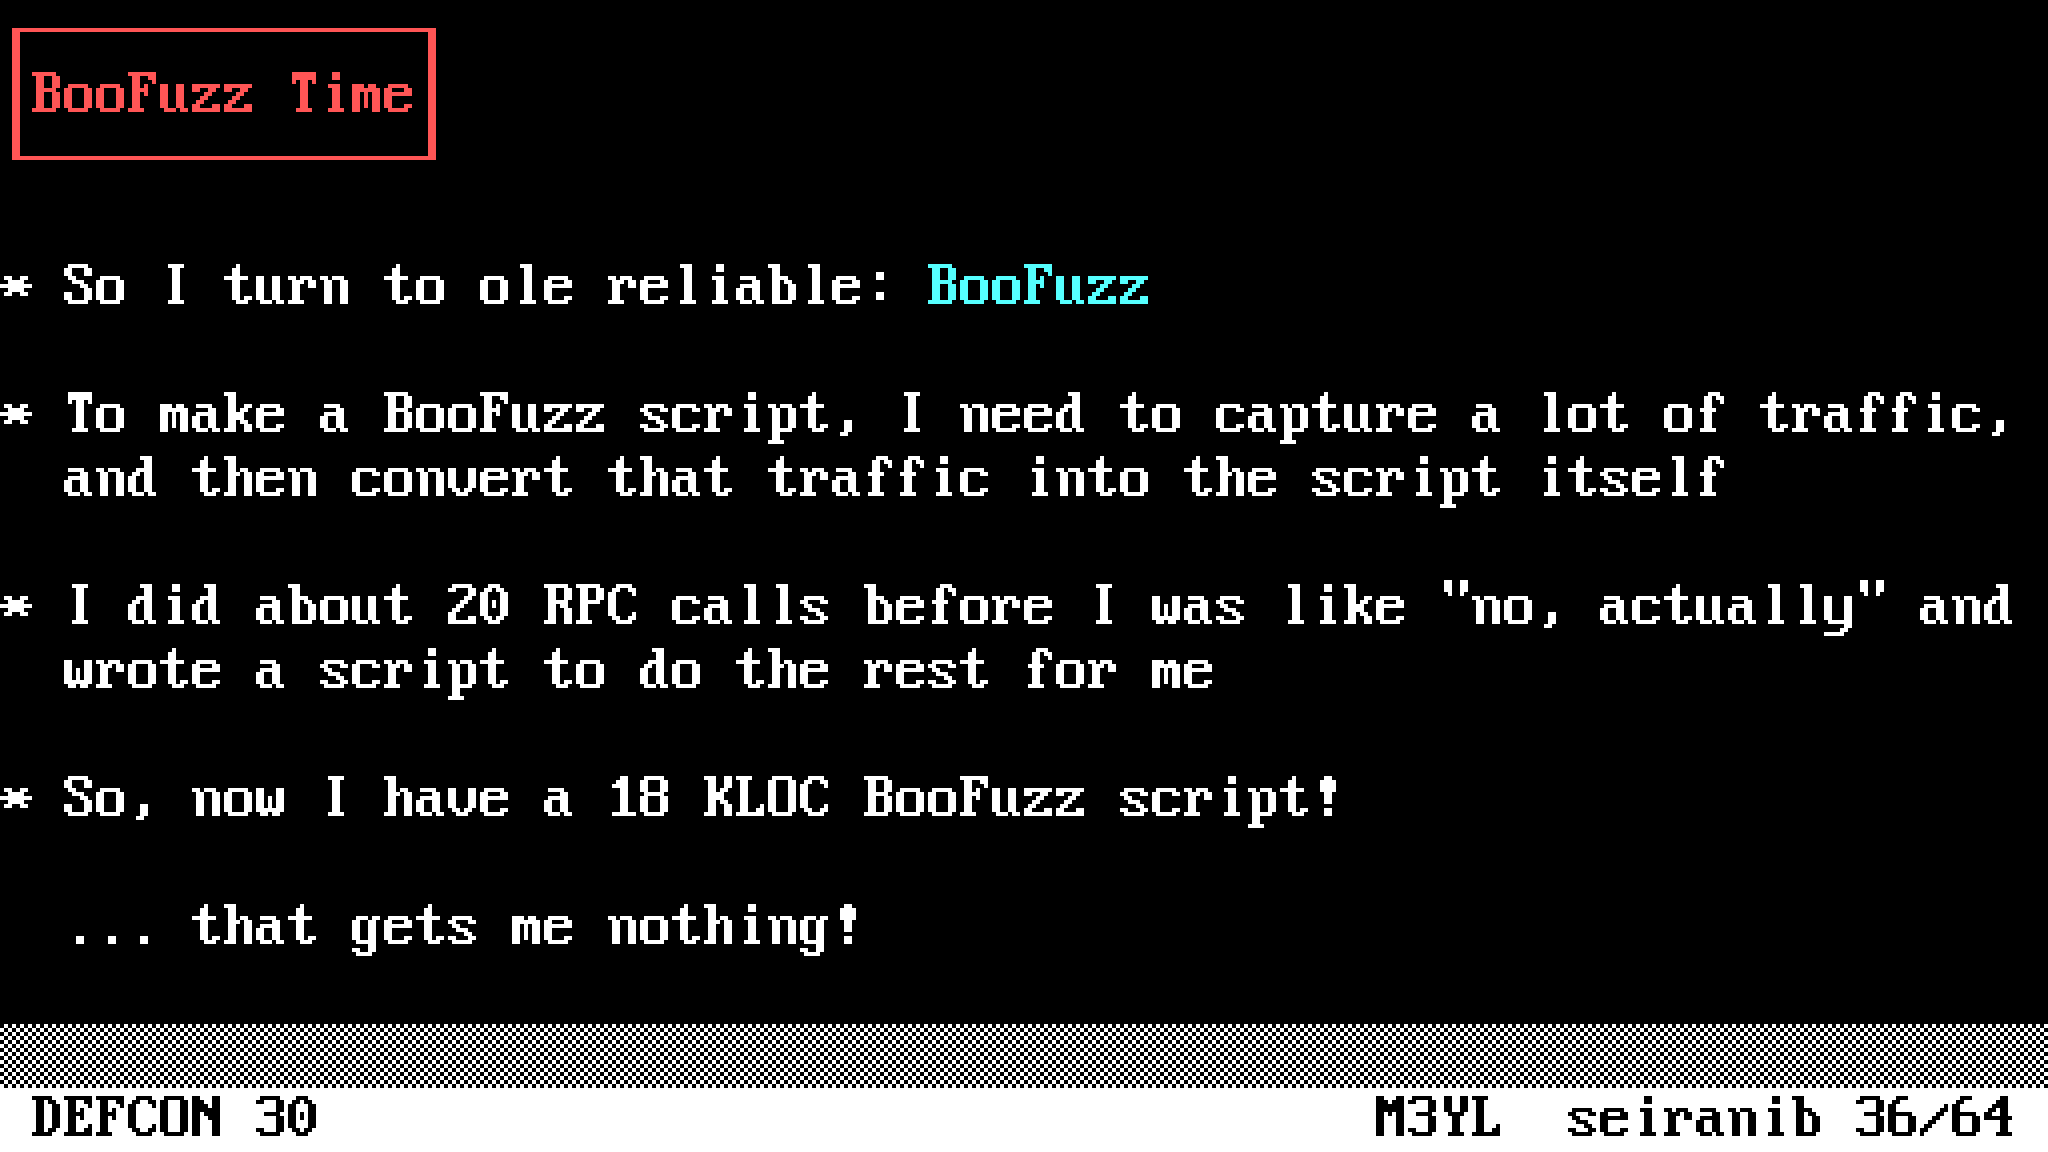 BooFuzz Time
* So I turn to ole reliable: BooFuzz
* To make a BooFuzz script, I need to capture a lot of traffic,
and then convert that traffic into the script itself
* I did about 20 RPC calls before I was like "no, actually" and
wrote a script to do the rest for me
* So, now I have a 18 KLOC BooFuzz script!
... that gets me nothing!
DEFCON 30 M3YL seiranib 36/64